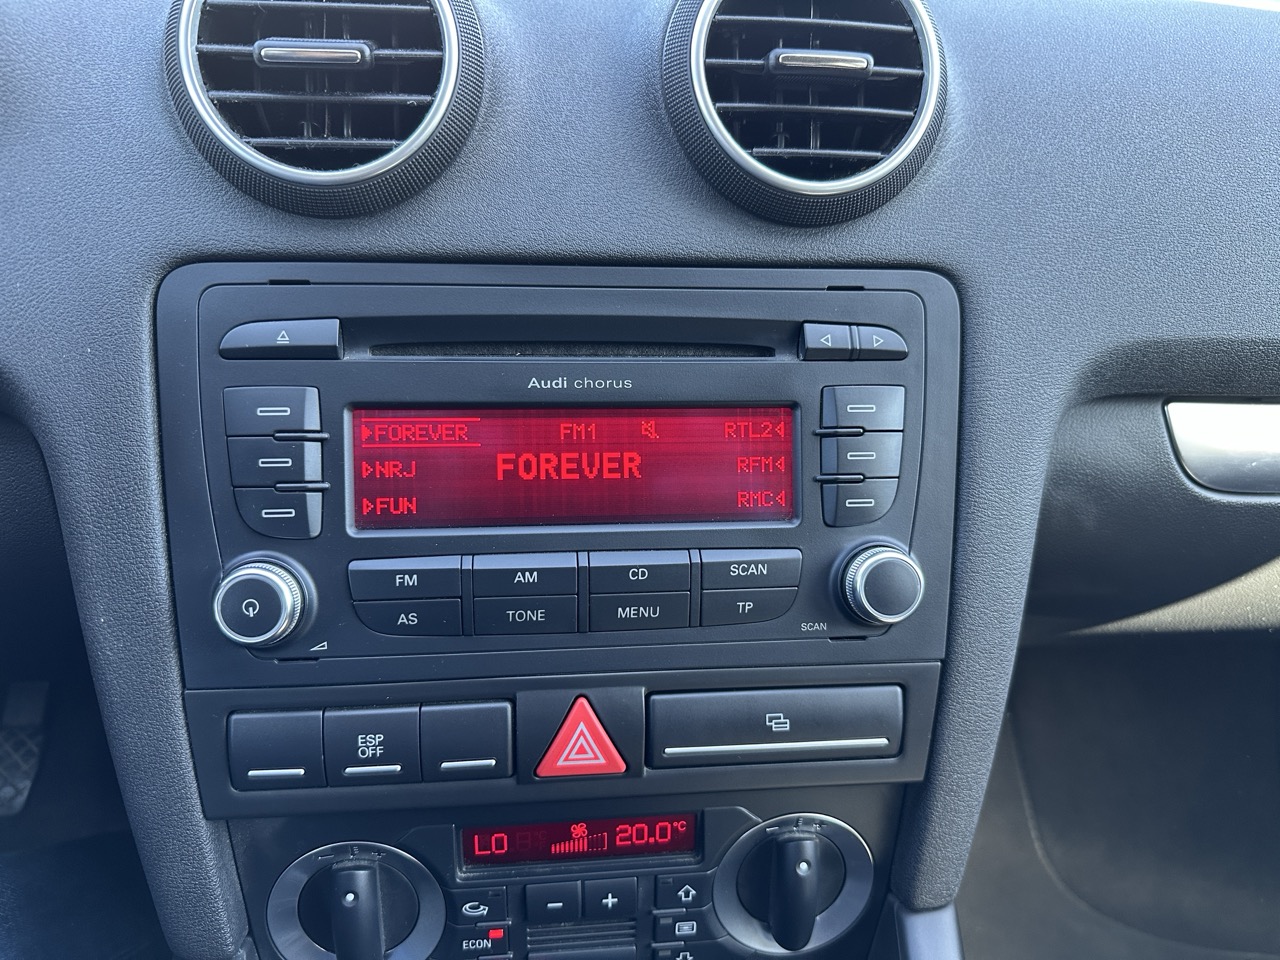 Audi chorus
FOREVER FM1 RTL2
NRJ FOREVER RFM
FUN RMC
FM AM CD SCAN
AS TONE MENU TP
SCAN
ESP
OFF
LO 20.0°C
- +
ECON